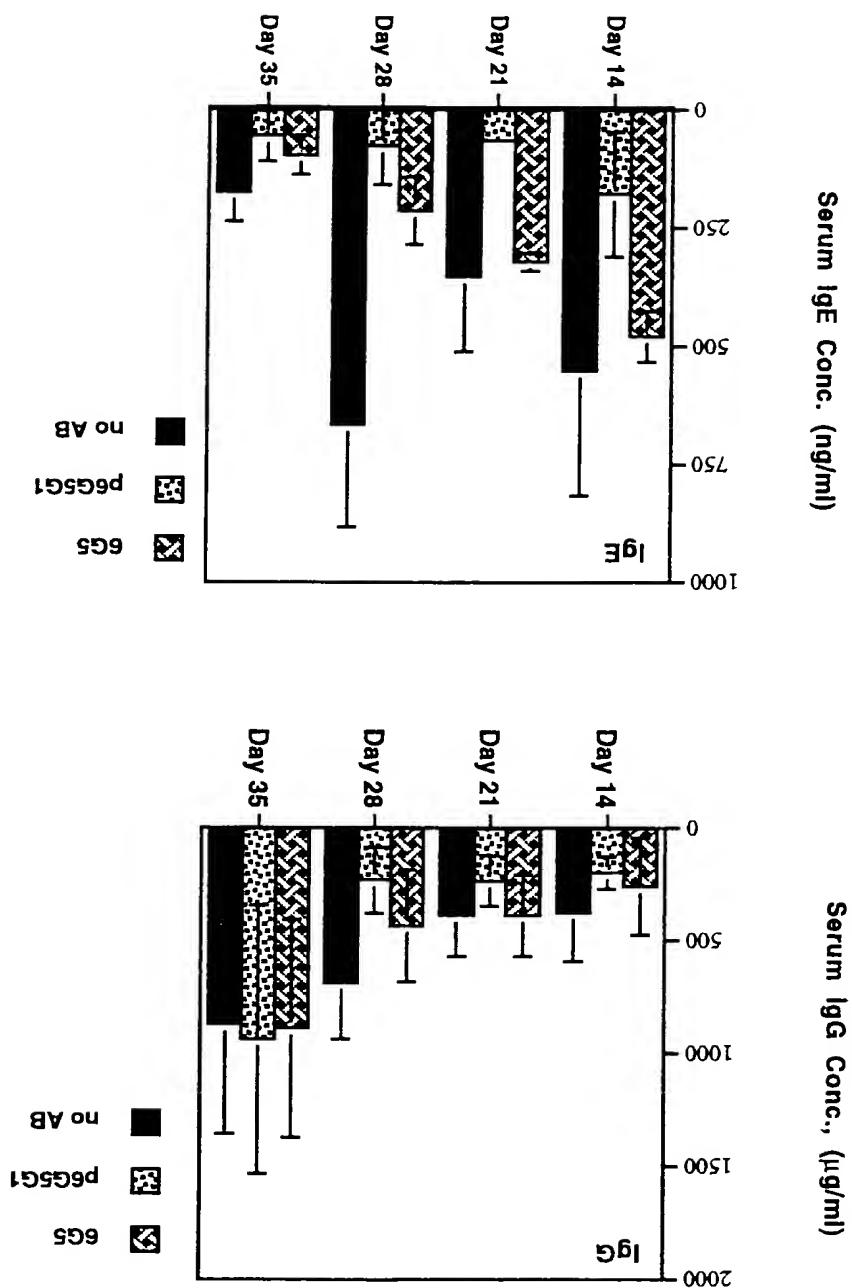 Serum IgG Conc., (μg/ml)
2000
1500
1000
500
0
IgG
6G5
p6G5G1
no AB
Day 14
Day 21
Day 28
Day 35
Serum IgE Conc. (ng/ml)
1000
750
500
250
0
IgE
6G5
p6G5G1
no AB
Day 14
Day 21
Day 28
Day 35